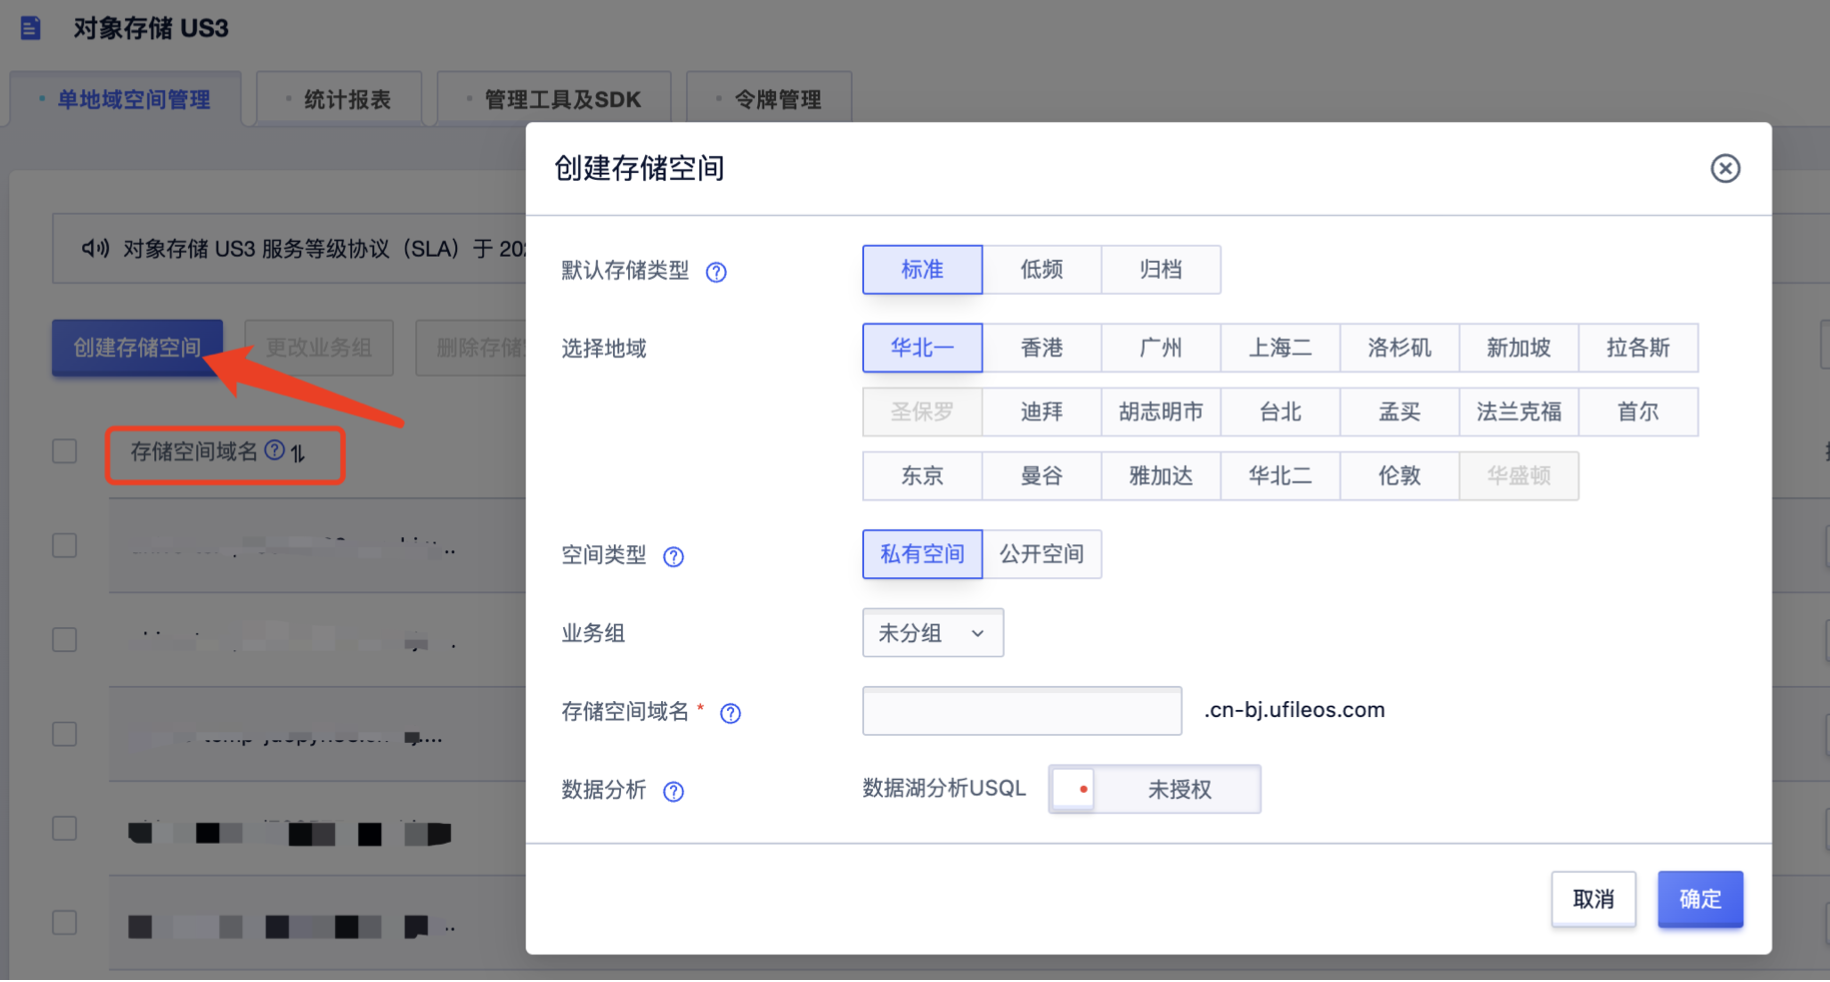 对象存储 US3
单地域空间管理
统计报表
管理工具及SDK
令牌管理
创建存储空间
对象存储 US3 服务等级协议（SLA）于 202
默认存储类型
标准
低频
归档
创建存储空间
更改业务组
删除存储
选择地域
华北一
香港
广州
上海二
洛杉矶
新加坡
拉各斯
圣保罗
迪拜
胡志明市
台北
孟买
法兰克福
首尔
存储空间域名
东京
曼谷
雅加达
华北二
伦敦
华盛顿
空间类型
私有空间
公开空间
业务组
未分组
存储空间域名 *
.cn-bj.ufileos.com
数据分析
数据湖分析USQL
未授权
取消
确定